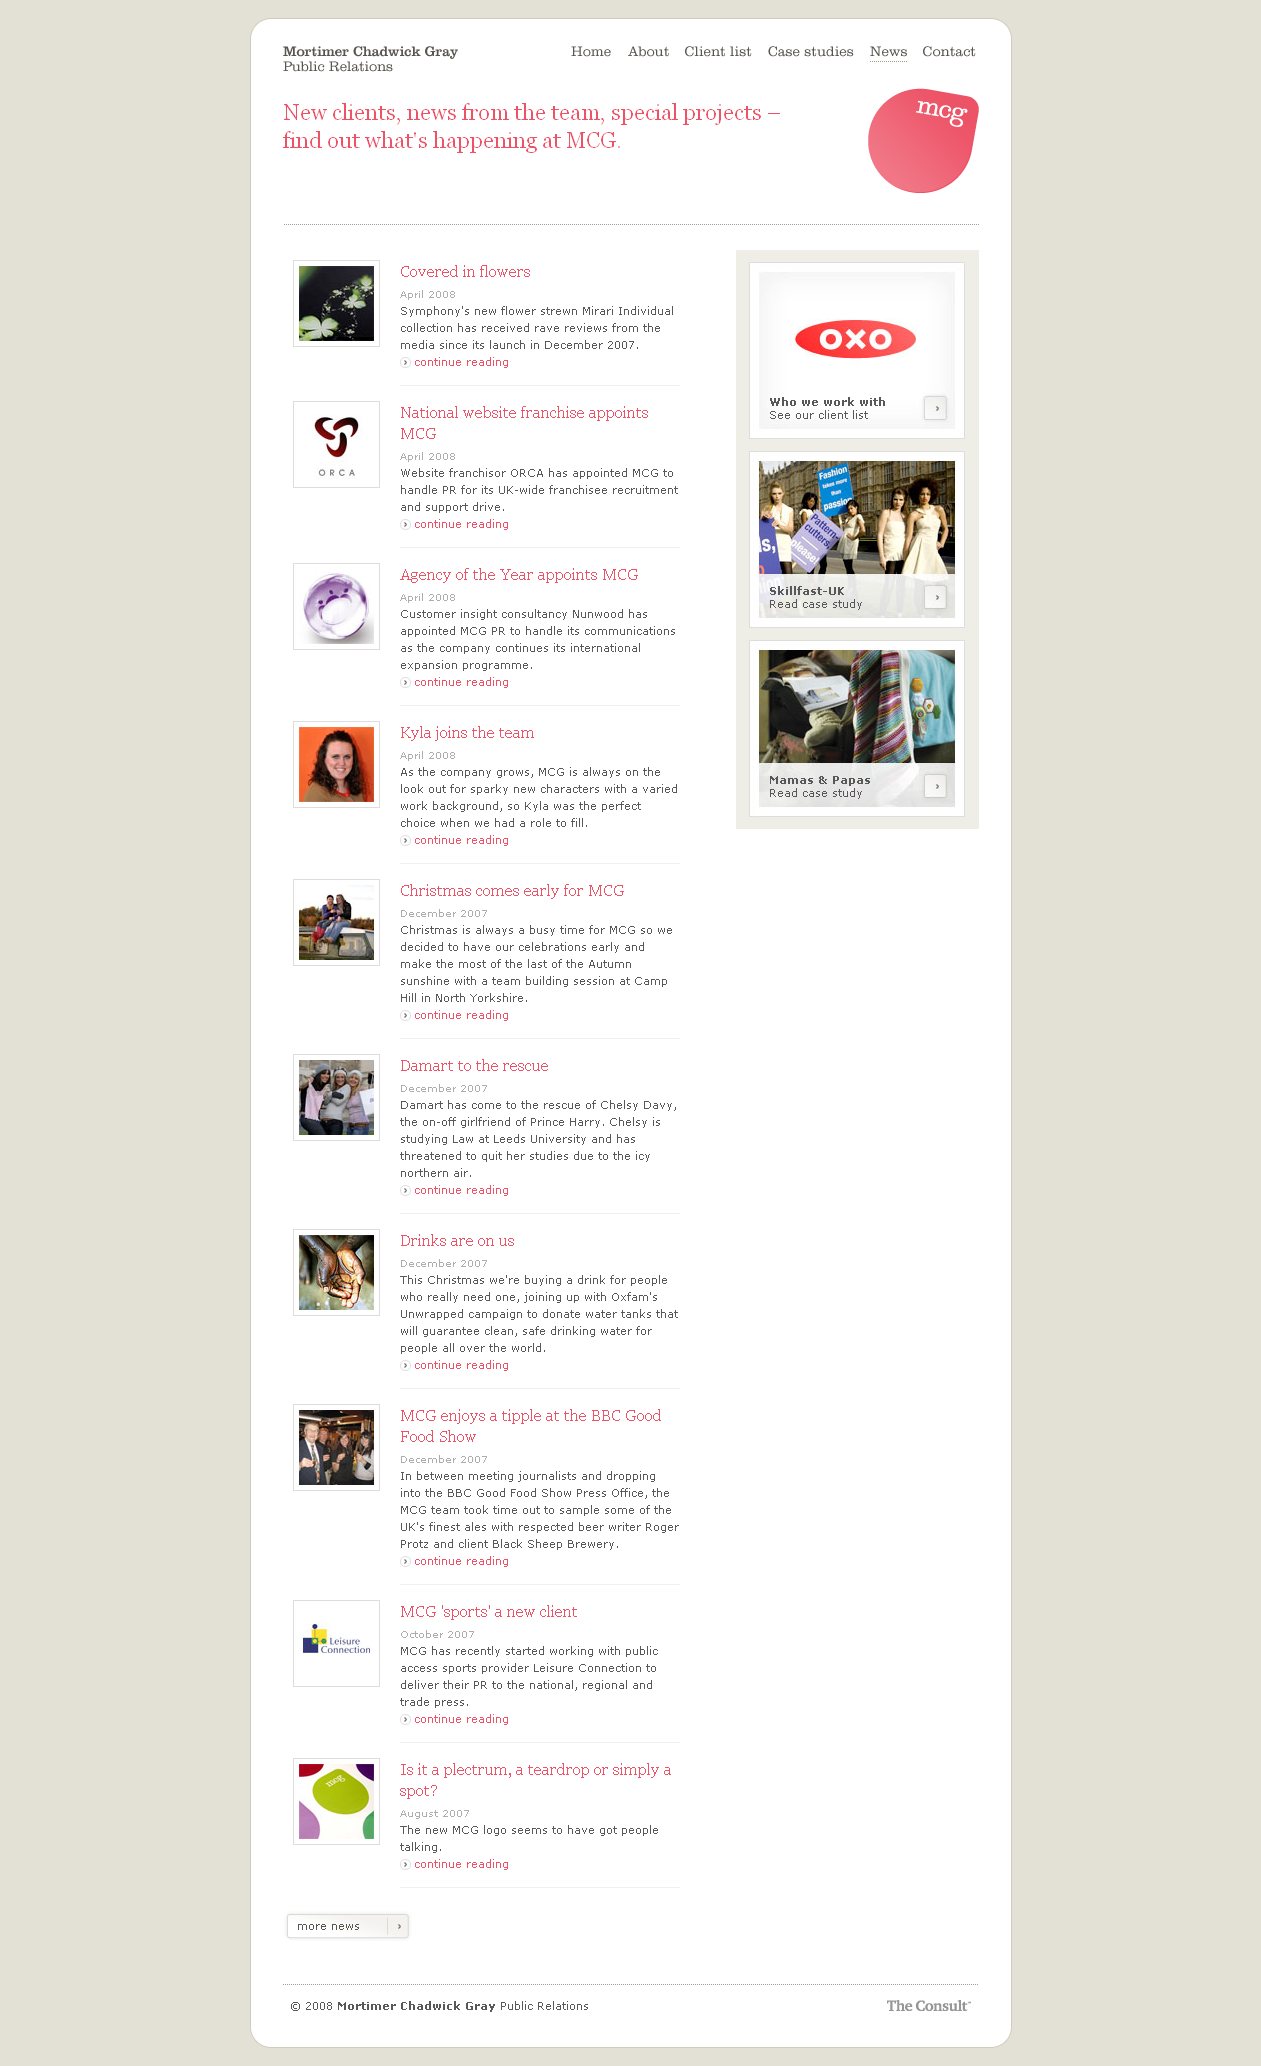 Mortimer Chadwick Gray
Public Relations
Home About Client list Case studies News Contact
New clients, news from the team, special projects –
find out what's happening at MCG.
mcg
Covered in flowers
April 2008
Symphony's new flower strewn Mirari Individual
collection has received rave reviews from the
media since its launch in December 2007.
continue reading
ORCA
National website franchise appoints
MCG
April 2008
Website franchisor ORCA has appointed MCG to
handle PR for its UK-wide franchisee recruitment
and support drive.
continue reading
Agency of the Year appoints MCG
April 2008
Customer insight consultancy Nunwood has
appointed MCG PR to handle its communications
as the company continues its international
expansion programme.
continue reading
Kyla joins the team
April 2008
As the company grows, MCG is always on the
look out for sparky new characters with a varied
work background, so Kyla was the perfect
choice when we had a role to fill.
continue reading
Christmas comes early for MCG
December 2007
Christmas is always a busy time for MCG so we
decided to have our celebrations early and
make the most of the last of the Autumn
sunshine with a team building session at Camp
Hill in North Yorkshire.
continue reading
Damart to the rescue
December 2007
Damart has come to the rescue of Chelsy Davy,
the on-off girlfriend of Prince Harry. Chelsy is
studying Law at Leeds University and has
threatened to quit her studies due to the icy
northern air.
continue reading
Drinks are on us
December 2007
This Christmas we're buying a drink for people
who really need one, joining up with Oxfam's
Unwrapped campaign to donate water tanks that
will guarantee clean, safe drinking water for
people all over the world.
continue reading
MCG enjoys a tipple at the BBC Good
Food Show
December 2007
In between meeting journalists and dropping
into the BBC Good Food Show Press Office, the
MCG team took time out to sample some of the
UK's finest ales with respected beer writer Roger
Protz and client Black Sheep Brewery.
continue reading
Leisure
Connection
MCG 'sports' a new client
October 2007
MCG has recently started working with public
access sports provider Leisure Connection to
deliver their PR to the national, regional and
trade press.
continue reading
mcg
Is it a plectrum, a teardrop or simply a
spot?
August 2007
The new MCG logo seems to have got people
talking.
continue reading
more news
OXO
Who we work with
See our client list
Fashion
takes more
than
passion
Pattern-
cutters,
please!
Skillfast-UK
Read case study
Mamas & Papas
Read case study
© 2008 Mortimer Chadwick Gray Public Relations
The Consult